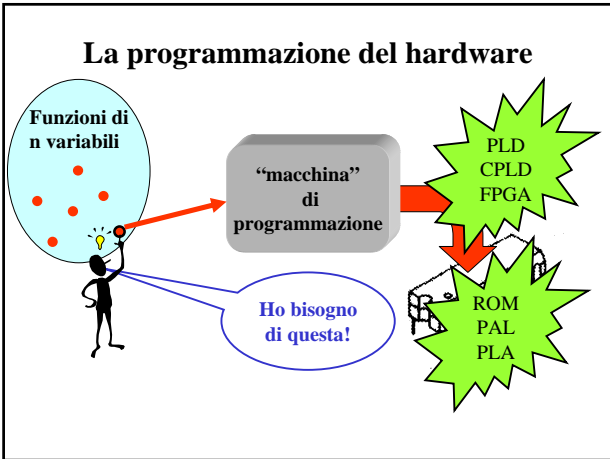 La programmazione del hardware
Funzioni di
n variabili
“macchina”
di
programmazione
PLD
CPLD
FPGA
Ho bisogno
di questa!
ROM
PAL
PLA